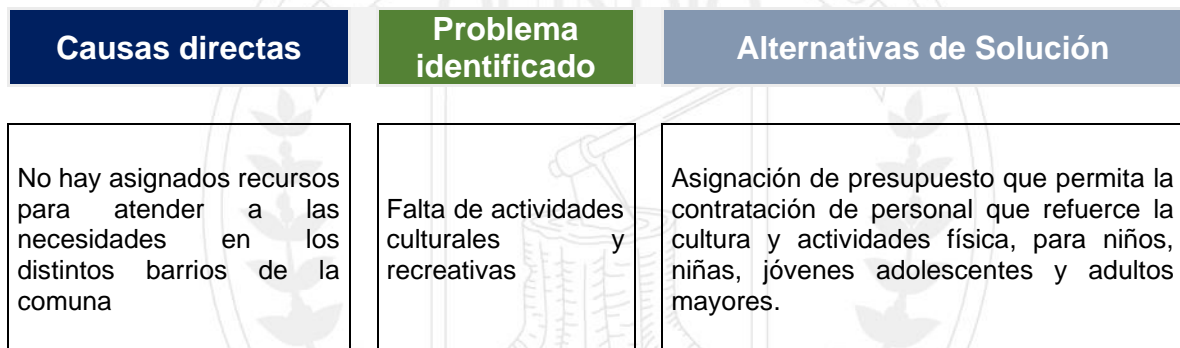 Causas directas
Problema
identificado
Alternativas de Solución
No hay asignados recursos
para atender a las
necesidades en los
distintos barrios de la
comuna
Falta de actividades
culturales y
recreativas
Asignación de presupuesto que permita la
contratación de personal que refuerce la
cultura y actividades física, para niños,
niñas, jóvenes adolescentes y adultos
mayores.